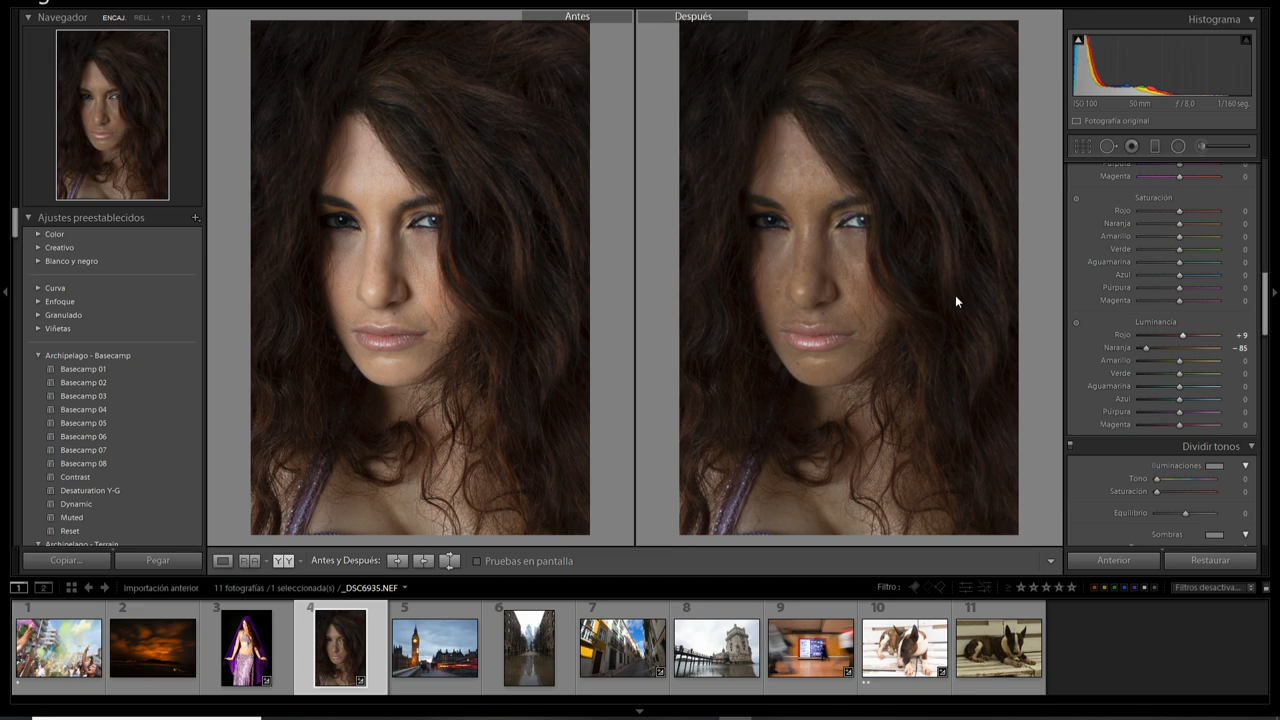 Navegador ENCAJ. RELL. 1:1 2:1
Antes
Después
Histograma
ISO 100 50 mm ƒ / 8,0 1/160 seg.
Fotografía original
Ajustes preestablecidos +
Color
Creativo
Blanco y negro
Curva
Enfoque
Granulado
Viñetas
Archipelago - Basecamp
Basecamp 01
Basecamp 02
Basecamp 03
Basecamp 04
Basecamp 05
Basecamp 06
Basecamp 07
Basecamp 08
Contrast
Desaturation Y-G
Dynamic
Muted
Reset
Archipelago - Terrain
Copiar... Pegar
Púrpura 0
Magenta 0
Saturación
Rojo 0
Naranja 0
Amarillo 0
Verde 0
Aguamarina 0
Azul 0
Púrpura 0
Magenta 0
Luminancia
Rojo + 9
Naranja - 85
Amarillo 0
Verde 0
Aguamarina 0
Azul 0
Púrpura 0
Magenta 0
Dividir tonos
Iluminaciones
Tono 0
Saturación 0
Equilibrio 0
Sombras
Anterior Restaurar
R A Y Y Antes y Después: Pruebas en pantalla
1 2 Importación anterior 11 fotografías /1 seleccionada(s) /_DSC6935.NEF Filtro : Filtros desactiva...
1 2 3 4 5 6 7 8 9 10 11